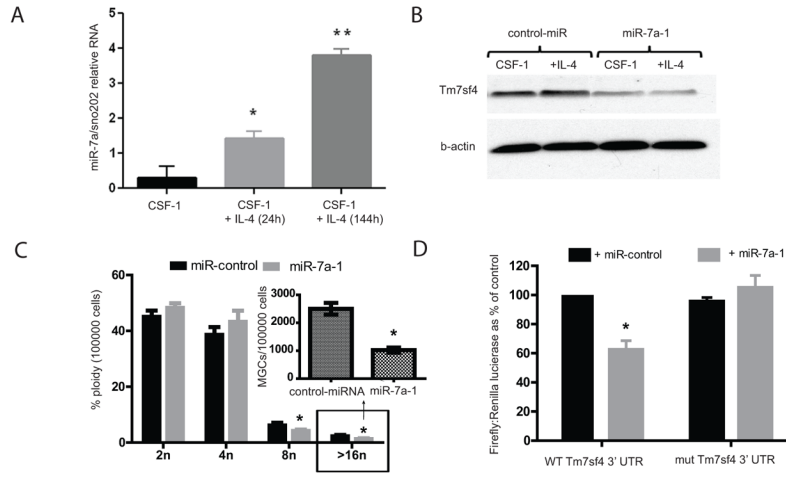 A
miR-7a/sno202 relative RNA
5
4
3
2
1
0
*
**
CSF-1
CSF-1
+ IL-4 (24h)
CSF-1
+ IL-4 (144h)
B
control-miR
miR-7a-1
CSF-1
+IL-4
CSF-1
+IL-4
Tm7sf4
b-actin
C
miR-control
miR-7a-1
% ploidy (100000 cells)
60
40
20
0
2n
4n
8n
>16n
*
*
MGCs/100000 cells
3000
2000
1000
0
*
control-miRNA
miR-7a-1
D
+ miR-control
+ miR-7a-1
Firefly:Renilla lucierase as % of control
120
100
80
60
40
20
0
*
WT Tm7sf4 3' UTR
mut Tm7sf4 3' UTR